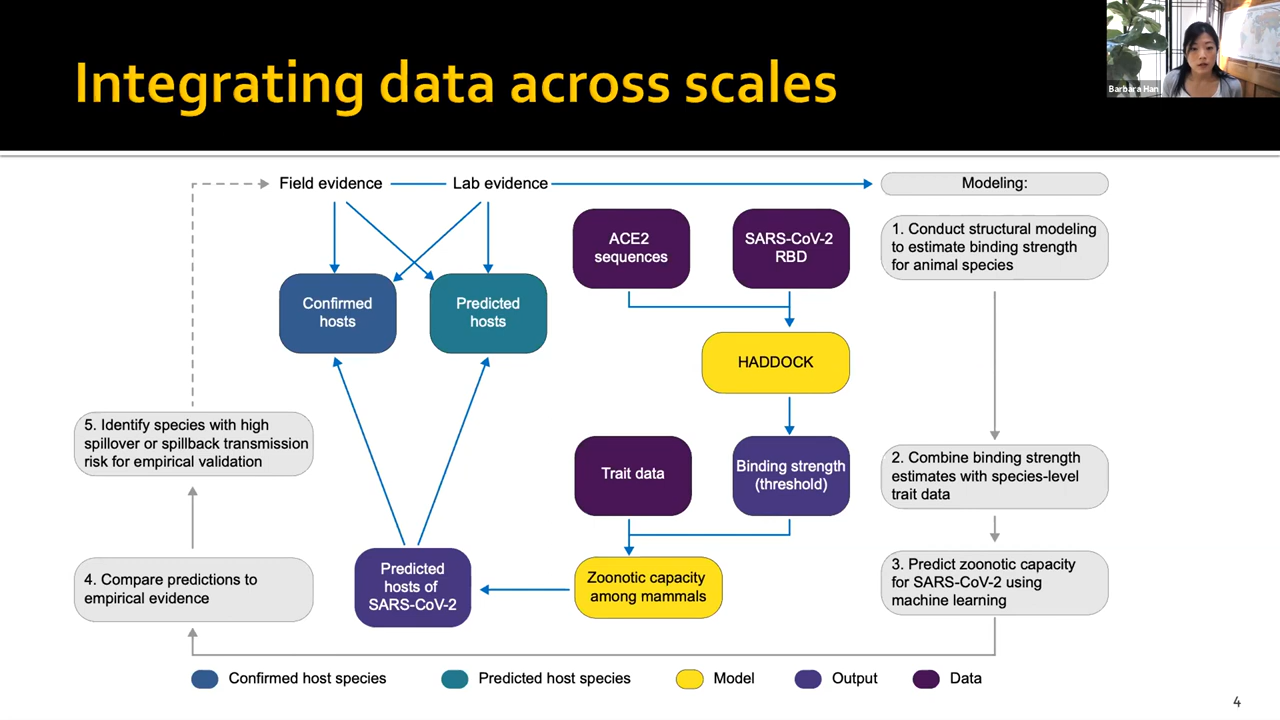 Integrating data across scales
Barbara Han
Field evidence
Lab evidence
Modeling:
ACE2
sequences
SARS-CoV-2
RBD
1. Conduct structural modeling
to estimate binding strength
for animal species
Confirmed
hosts
Predicted
hosts
HADDOCK
5. Identify species with high
spillover or spillback transmission
risk for empirical validation
Trait data
Binding strength
(threshold)
2. Combine binding strength
estimates with species-level
trait data
4. Compare predictions to
empirical evidence
Predicted
hosts of
SARS-CoV-2
Zoonotic capacity
among mammals
3. Predict zoonotic capacity
for SARS-CoV-2 using
machine learning
Confirmed host species
Predicted host species
Model
Output
Data
4